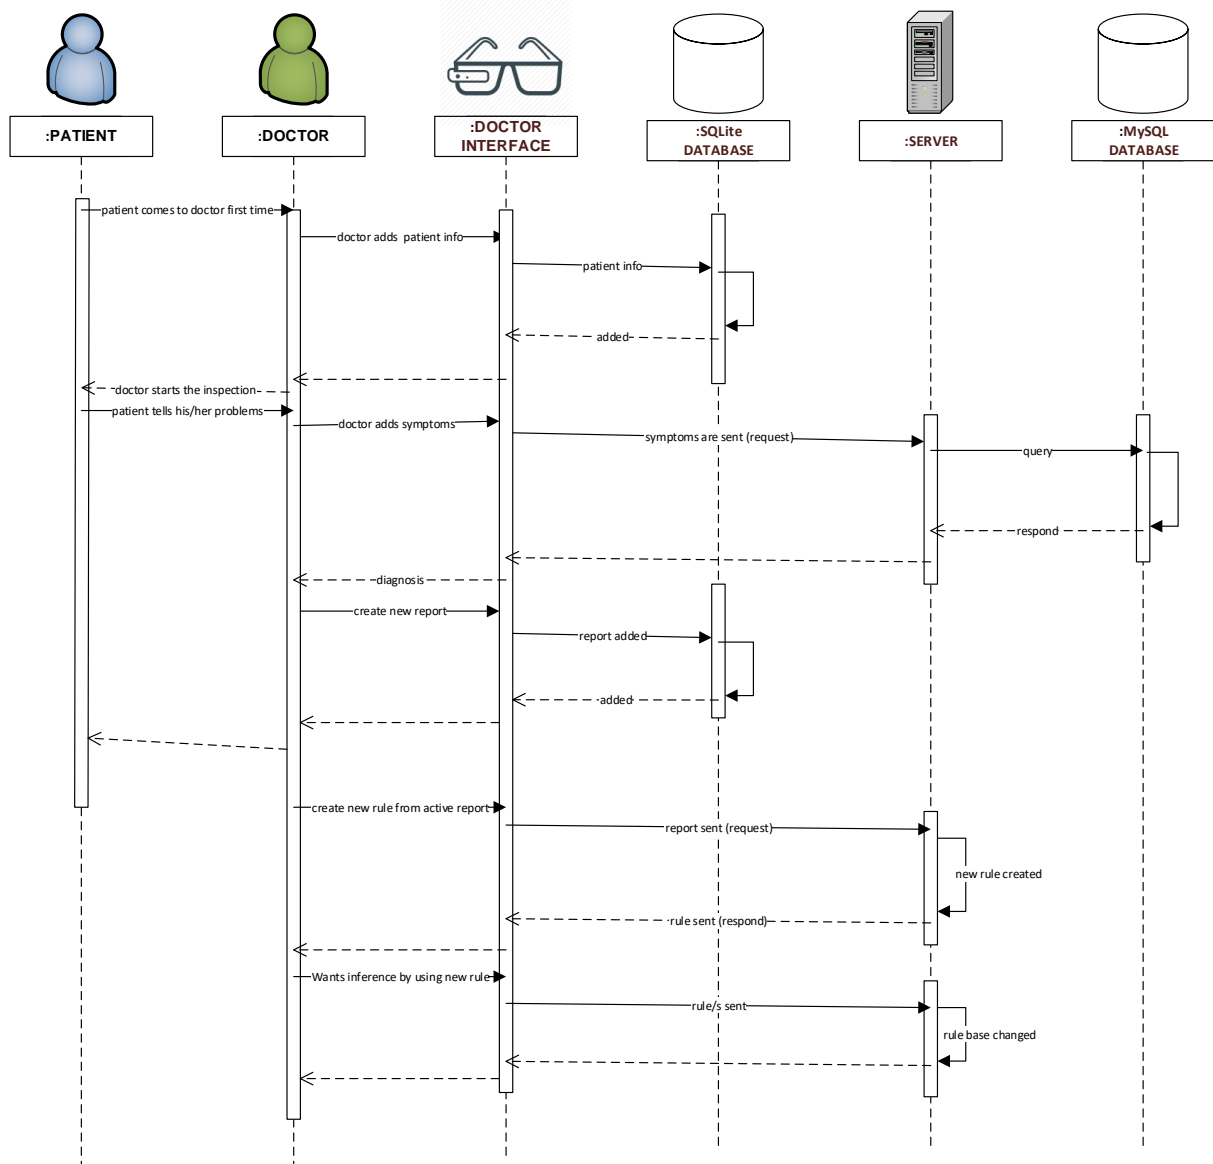 :PATIENT
:DOCTOR
:DOCTOR
INTERFACE
:SQLite
DATABASE
:SERVER
:MySQL
DATABASE
patient comes to doctor first time
doctor adds patient info
patient info
added
doctor starts the inspection
patient tells his/her problems
doctor adds symptoms
symptoms are sent (request)
query
respond
diagnosis
create new report
report added
added
create new rule from active report
report sent (request)
new rule created
rule sent (respond)
Wants inference by using new rule
rule/s sent
rule base changed